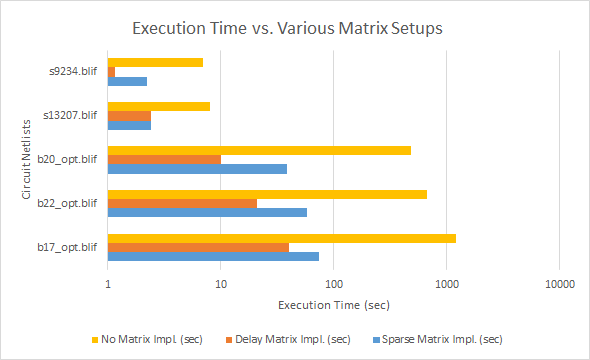 Execution Time vs. Various Matrix Setups
Circuit Netlists
s9234.blif
s13207.blif
b20_opt.blif
b22_opt.blif
b17_opt.blif
1 10 100 1000 10000
Execution Time (sec)
No Matrix Impl. (sec) Delay Matrix Impl. (sec) Sparse Matrix Impl. (sec)